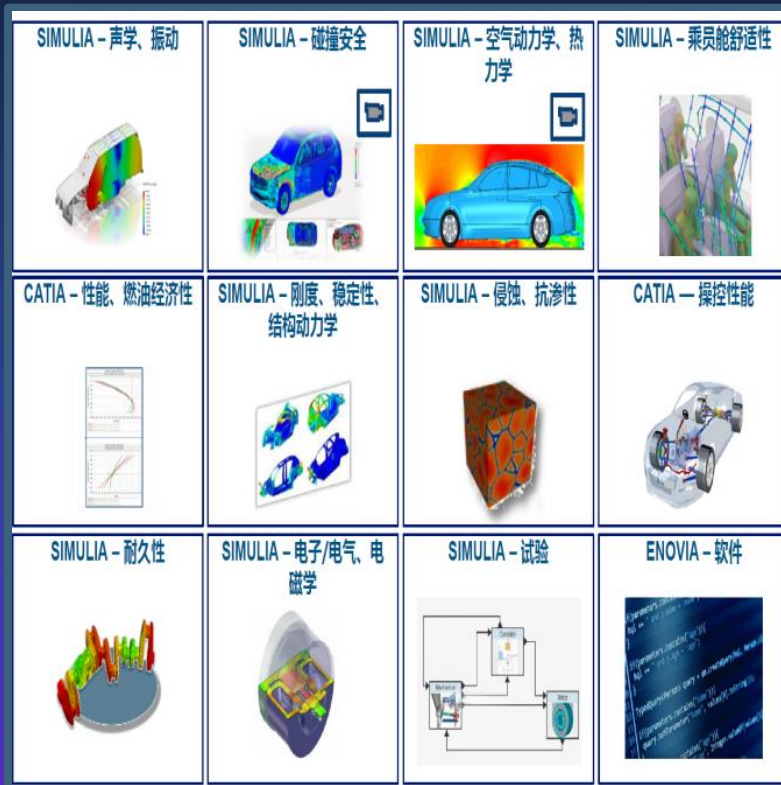 SIMULIA – 声学、振动
SIMULIA – 碰撞安全
SIMULIA – 空气动力学、热
力学
SIMULIA – 乘员舱舒适性
CATIA – 性能、燃油经济性
SIMULIA – 刚度、稳定性、
结构动力学
SIMULIA – 侵蚀、抗渗性
CATIA — 操控性能
SIMULIA – 耐久性
SIMULIA – 电子/电气、电
磁学
SIMULIA – 试验
ENOVIA – 软件
Controller
Mechanical
Motor